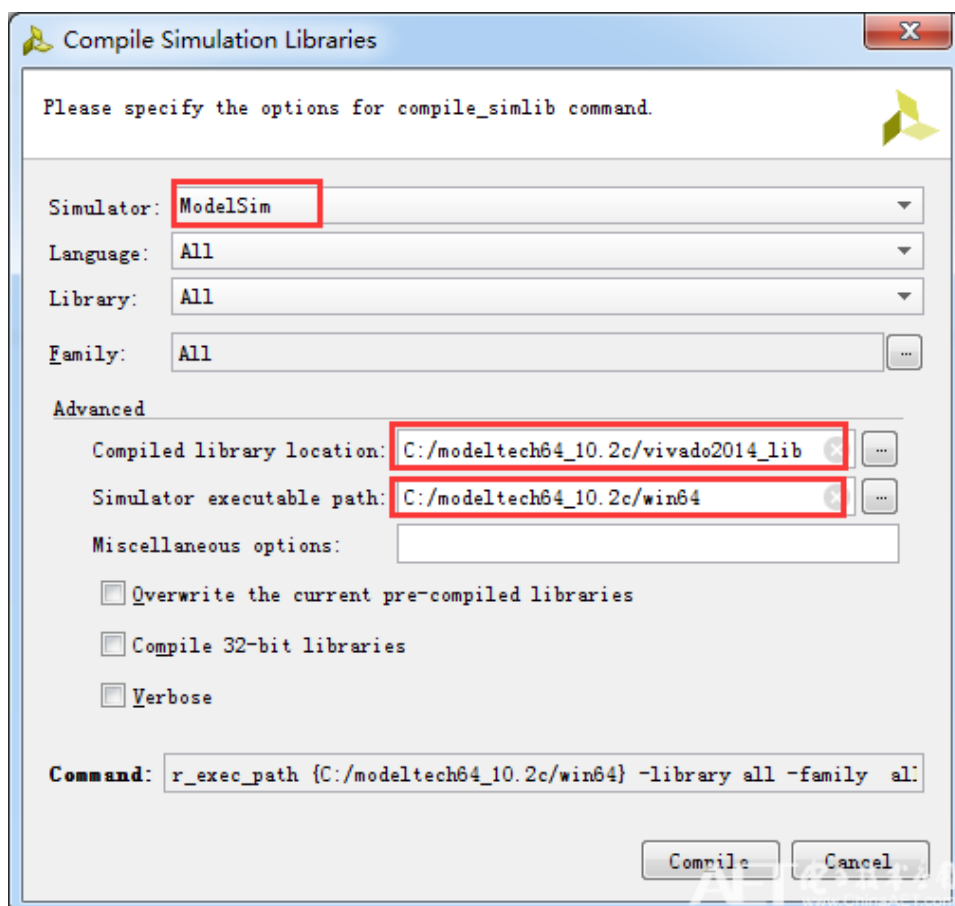 Compile Simulation Libraries
Please specify the options for compile_simlib command.
Simulator: ModelSim
Language: All
Library: All
Family: All
Advanced
Compiled library location: C:/modeltech64_10.2c/vivado2014_lib
Simulator executable path: C:/modeltech64_10.2c/win64
Miscellaneous options:
Overwrite the current pre-compiled libraries
Compile 32-bit libraries
Verbose
Command: r_exec_path {C:/modeltech64_10.2c/win64} -library all -family al
Compile Cancel